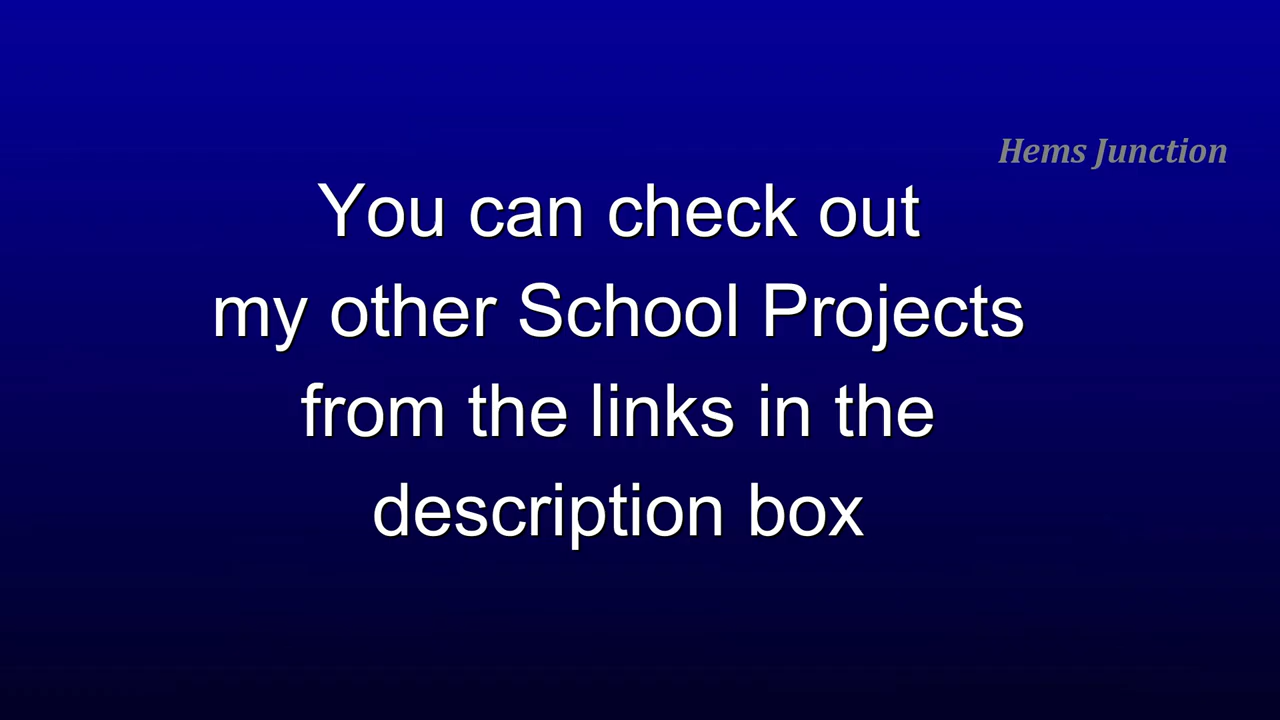 Hems Junction
You can check out
my other School Projects
from the links in the
description box